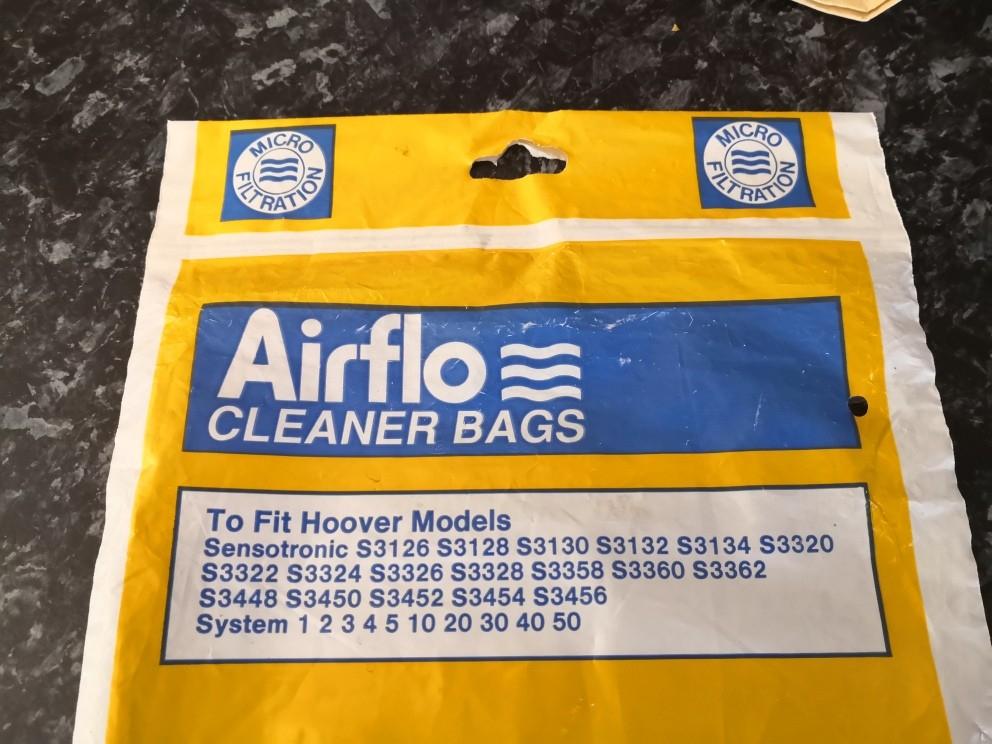 MICRO FILTRATION
MICRO FILTRATION
Airflo
CLEANER BAGS
To Fit Hoover Models
Sensotronic S3126 S3128 S3130 S3132 S3134 S3320
S3322 S3324 S3326 S3328 S3358 S3360 S3362
S3448 S3450 S3452 S3454 S3456
System 1 2 3 4 5 10 20 30 40 50